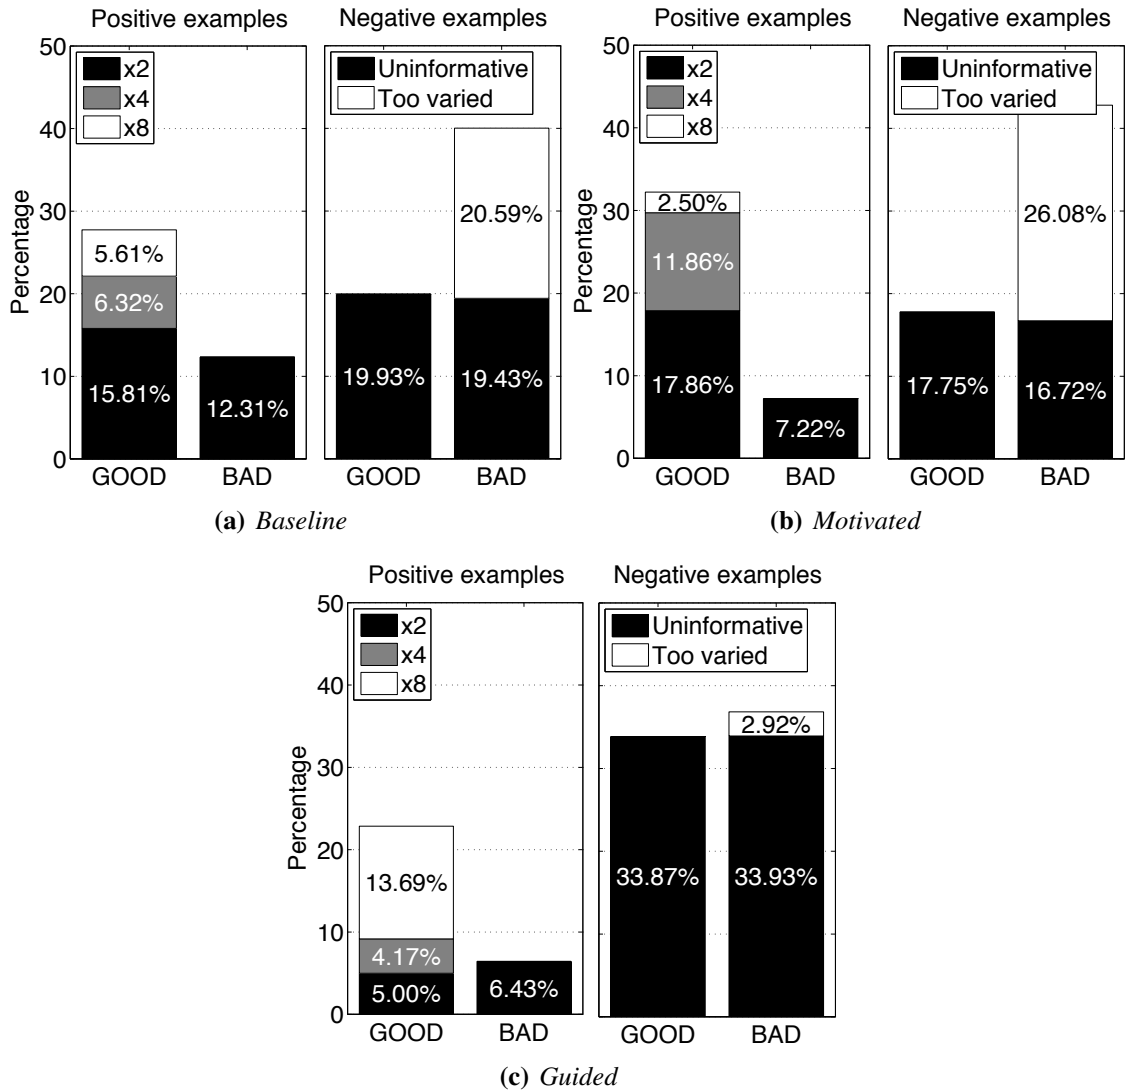 Positive examples
Negative examples
50
40
30
20
10
0
Percentage
x2
x4
x8
5.61%
6.32%
15.81%
12.31%
GOOD
BAD
Uninformative
Too varied
20.59%
19.93%
19.43%
GOOD
BAD
(a) Baseline
Positive examples
Negative examples
50
40
30
20
10
0
Percentage
x2
x4
x8
2.50%
11.86%
17.86%
7.22%
GOOD
BAD
Uninformative
Too varied
26.08%
17.75%
16.72%
GOOD
BAD
(b) Motivated
Positive examples
Negative examples
50
40
30
20
10
0
Percentage
x2
x4
x8
13.69%
4.17%
5.00%
6.43%
GOOD
BAD
Uninformative
Too varied
2.92%
33.87%
33.93%
GOOD
BAD
(c) Guided